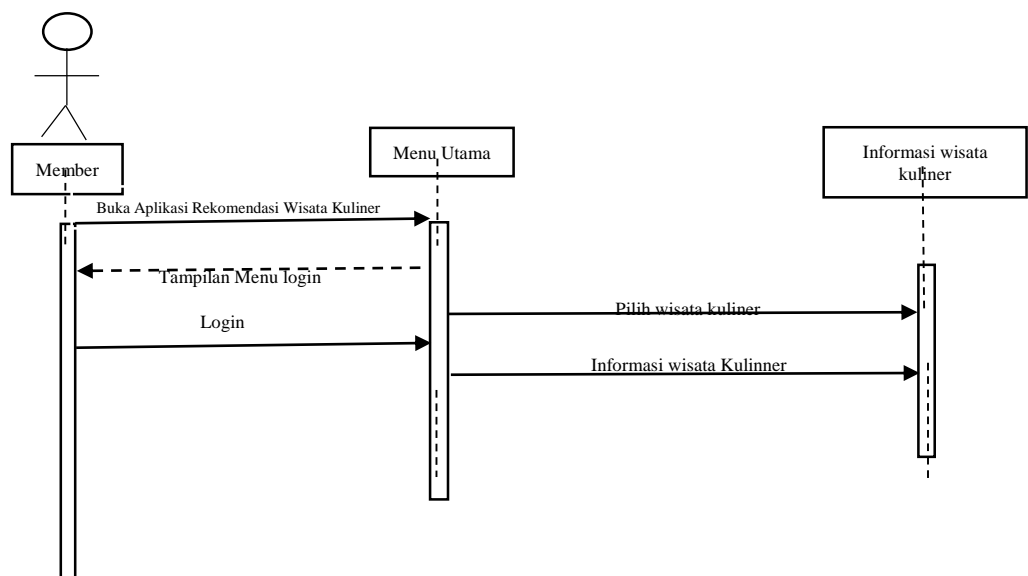 Member
Menu Utama
Informasi wisata
kuliner
Buka Aplikasi Rekomendasi Wisata Kuliner
Tampilan Menu login
Login
Pilih wisata kuliner
Informasi wisata Kulinner